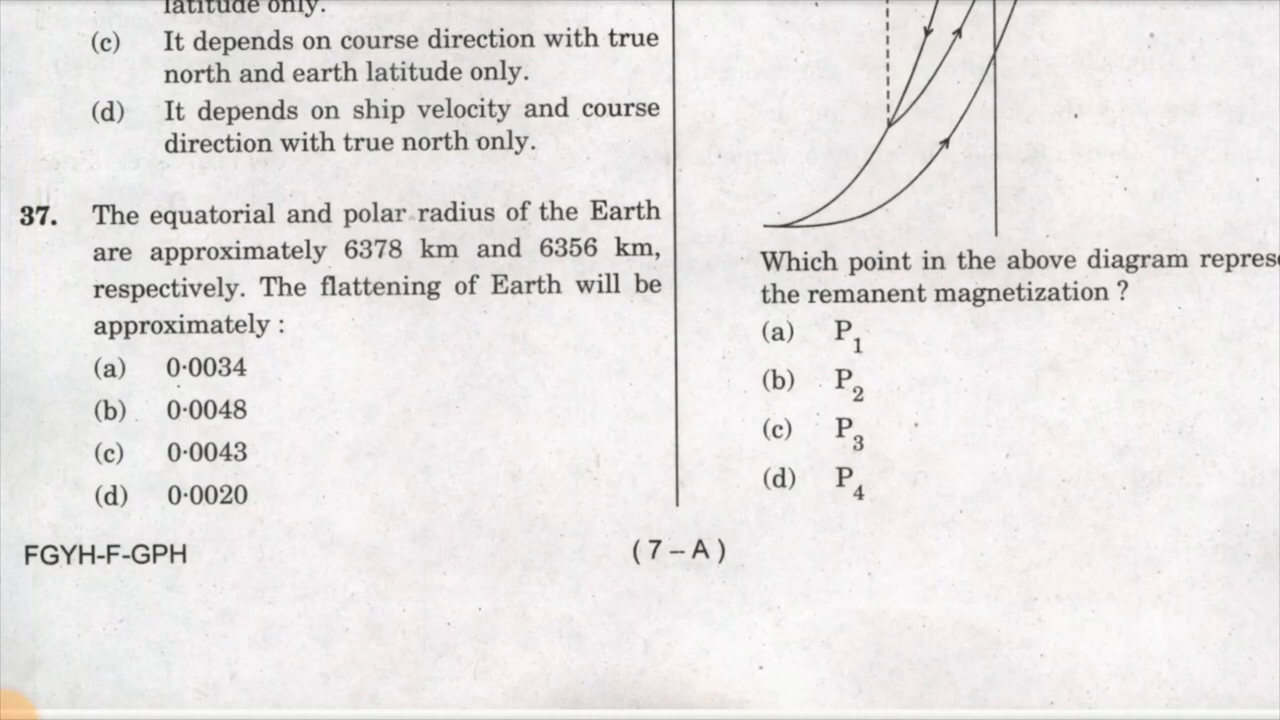 latitude only.
(c) It depends on course direction with true
north and earth latitude only.
(d) It depends on ship velocity and course
direction with true north only.
37. The equatorial and polar radius of the Earth
are approximately 6378 km and 6356 km,
respectively. The flattening of Earth will be
approximately :
(a) 0·0034
(b) 0·0048
(c) 0·0043
(d) 0·0020
Which point in the above diagram
the remanent magnetization ?
(a) P1
(b) P2
(c) P3
(d) P4
FGYH-F-GPH
( 7 – A )